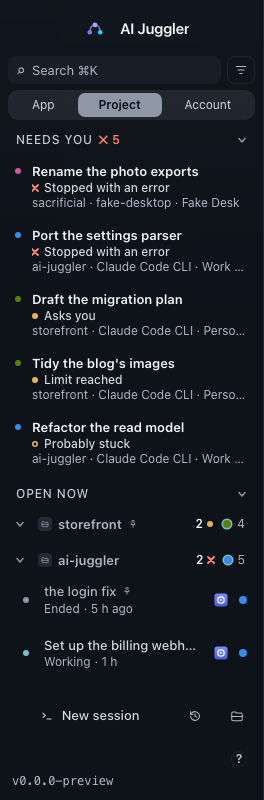 AI Juggler
Search ⌘K
App Project Account
NEEDS YOU ✕ 5
Rename the photo exports
✕ Stopped with an error
sacrificial · fake-desktop · Fake Desk
Port the settings parser
✕ Stopped with an error
ai-juggler · Claude Code CLI · Work ...
Draft the migration plan
Asks you
storefront · Claude Code CLI · Perso...
Tidy the blog's images
Limit reached
storefront · Claude Code CLI · Perso...
Refactor the read model
Probably stuck
ai-juggler · Claude Code CLI · Work ...
OPEN NOW
storefront 2 4
ai-juggler 2 ✕ 5
the login fix
Ended · 5 h ago
Set up the billing webh...
Working · 1 h
New session
?
v0.0.0-preview